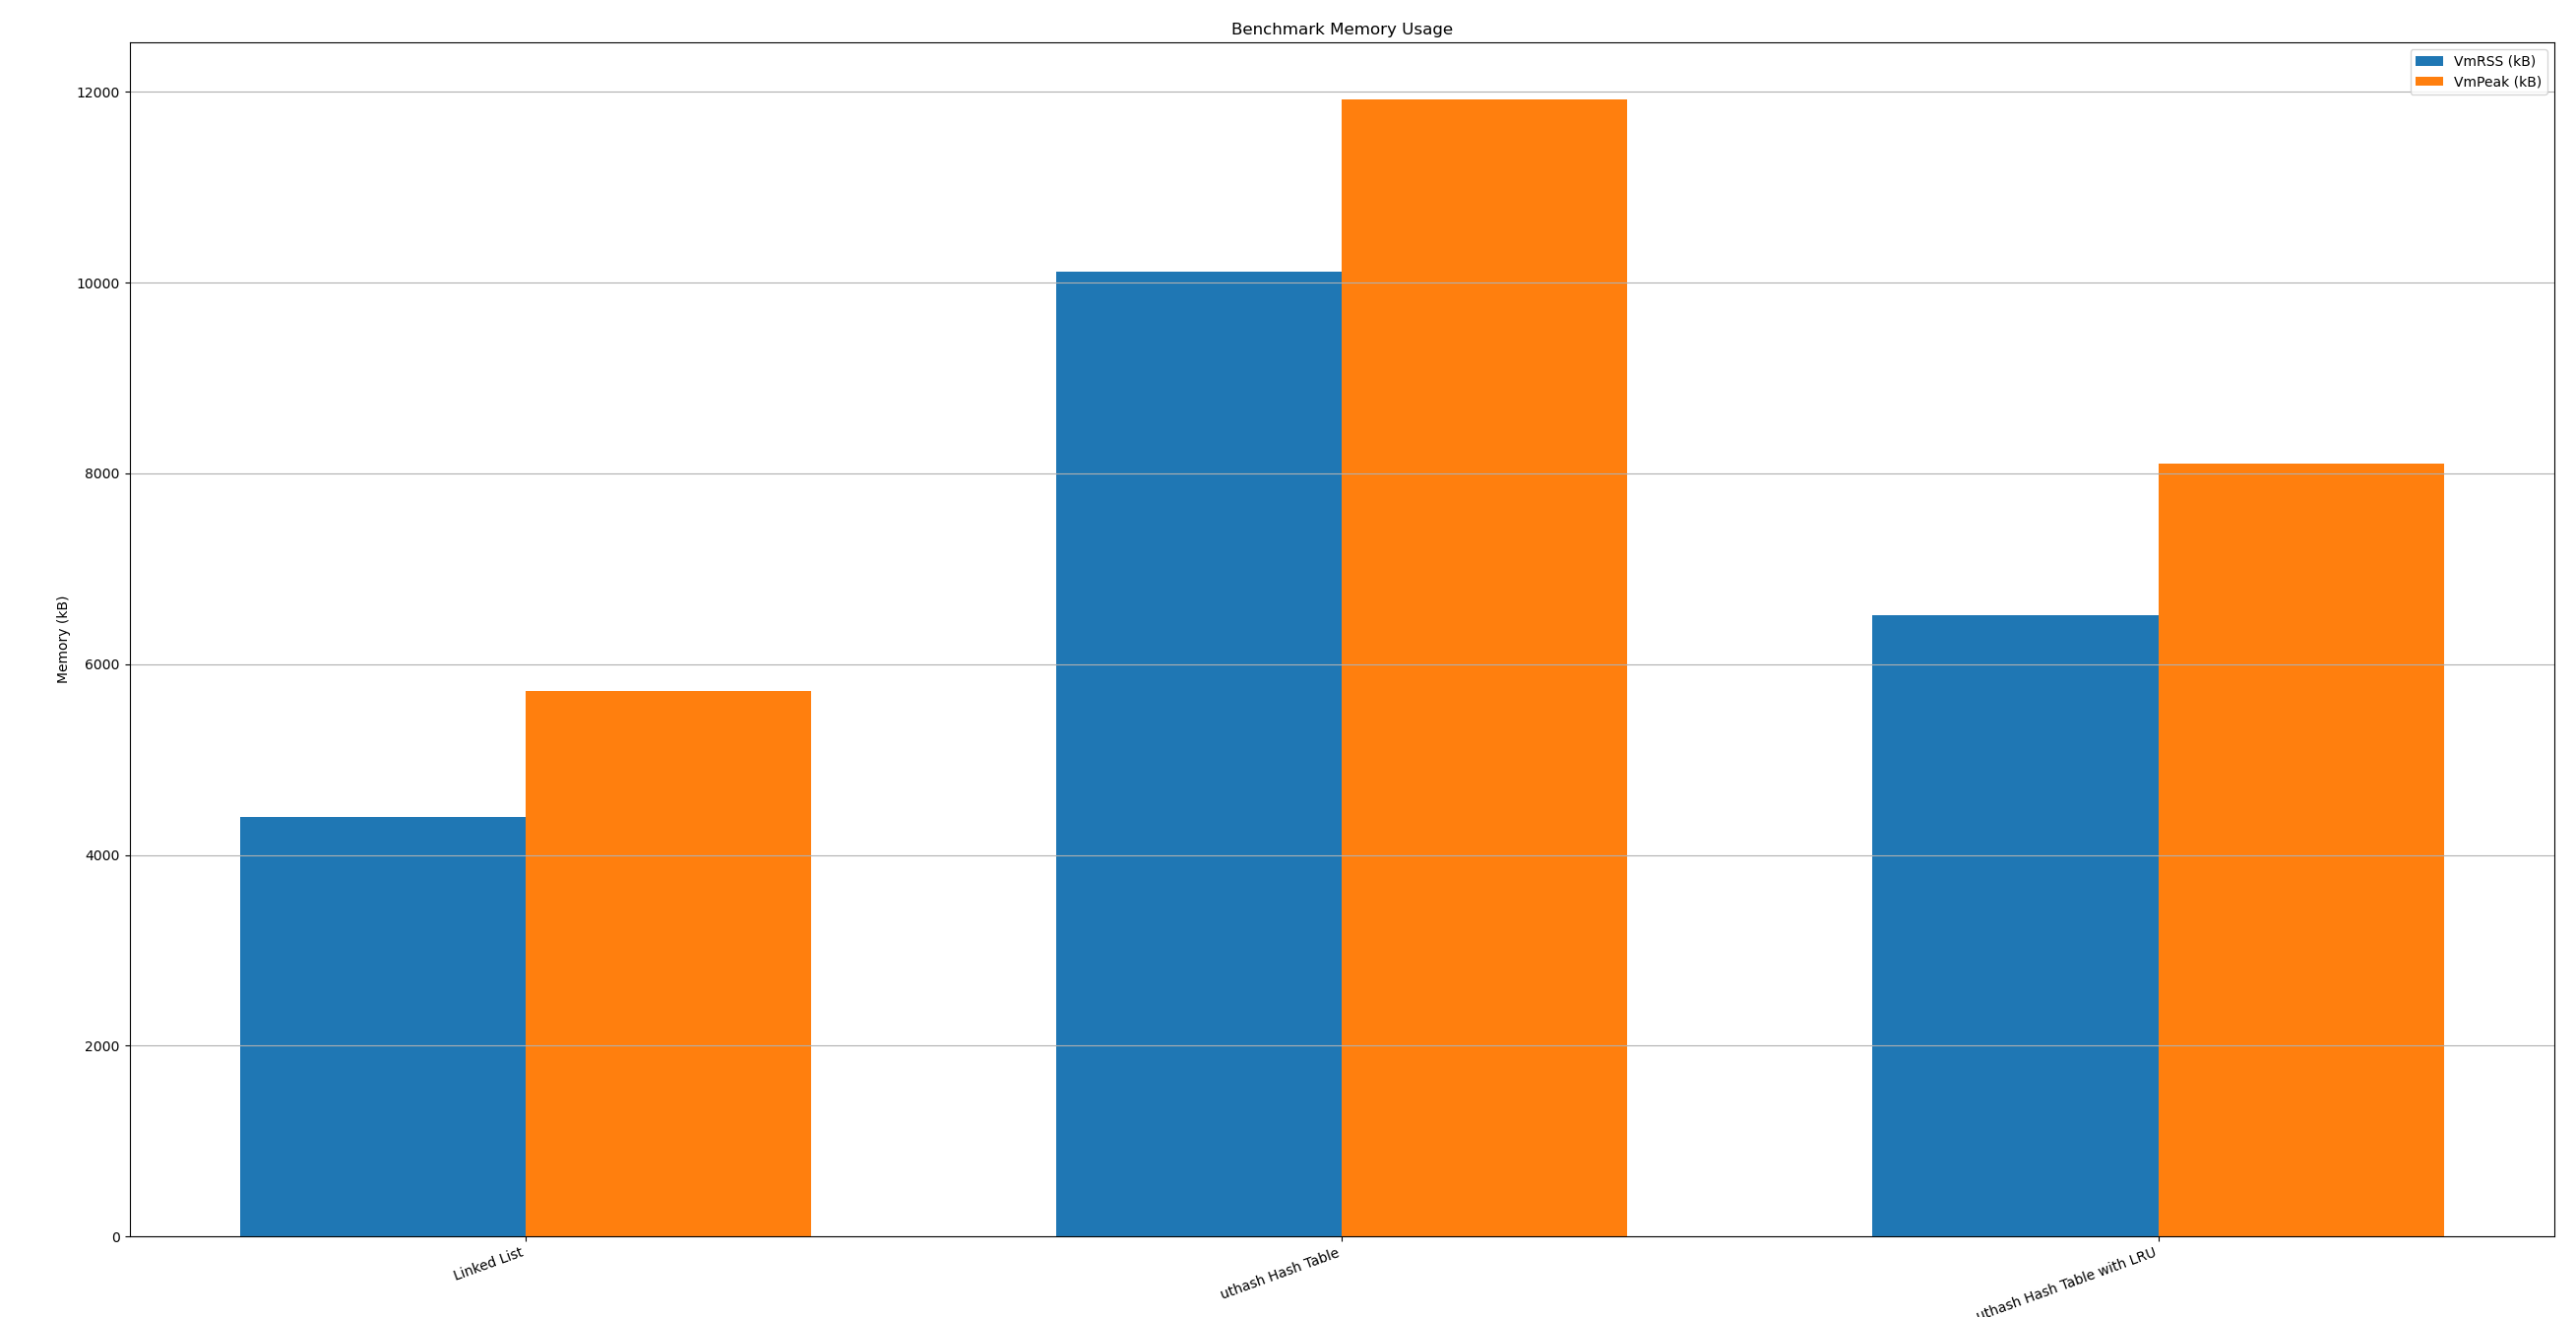 Benchmark Memory Usage
VmRSS (kB)
VmPeak (kB)
12000
10000
8000
6000
4000
2000
0
Memory (kB)
Linked List
uthash Hash Table
uthash Hash Table with LRU